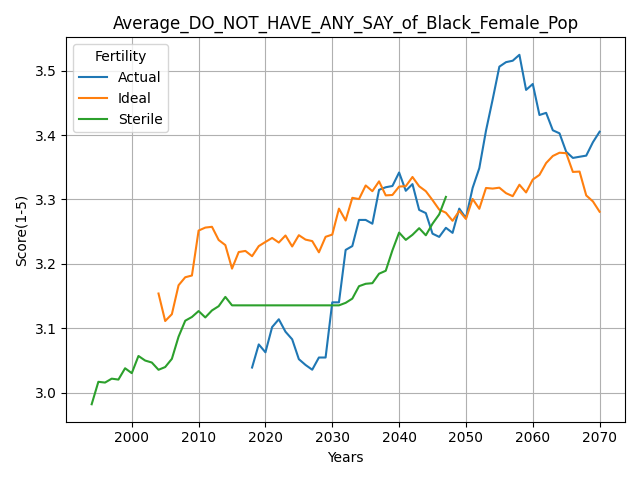 Average_DO_NOT_HAVE_ANY_SAY_of_Black_Female_Pop
Fertility
Actual
Ideal
Sterile
Score(1-5)
3.5
3.4
3.3
3.2
3.1
3.0
2000 2010 2020 2030 2040 2050 2060 2070
Years